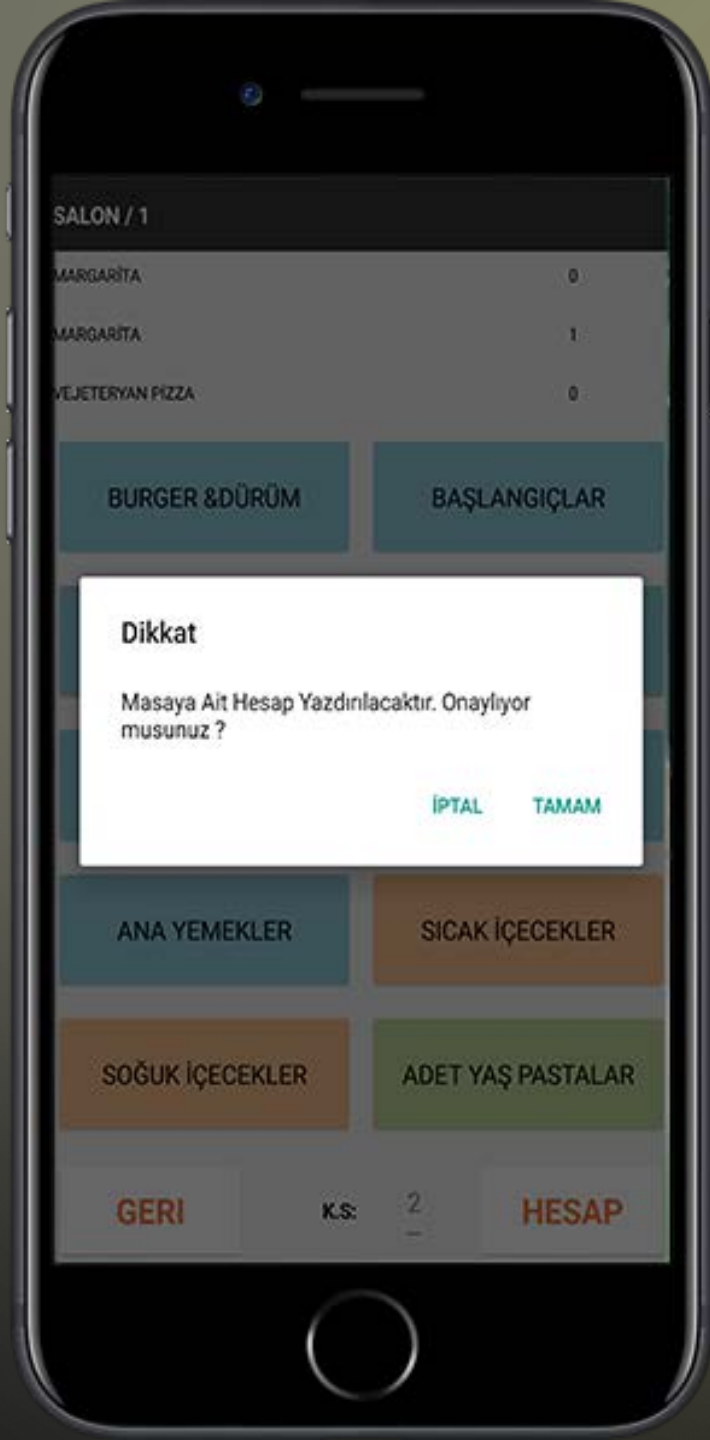 SALON / 1
MARGARİTA 0
MARGARİTA 1
VEJETERYAN PİZZA 0
BURGER &DÜRÜM BAŞLANGIÇLAR
Dikkat
Masaya Ait Hesap Yazdırılacaktır. Onaylıyor
musunuz ?
İPTAL TAMAM
ANA YEMEKLER SICAK İÇECEKLER
SOĞUK İÇECEKLER ADET YAŞ PASTALAR
GERI K.S: 2 HESAP